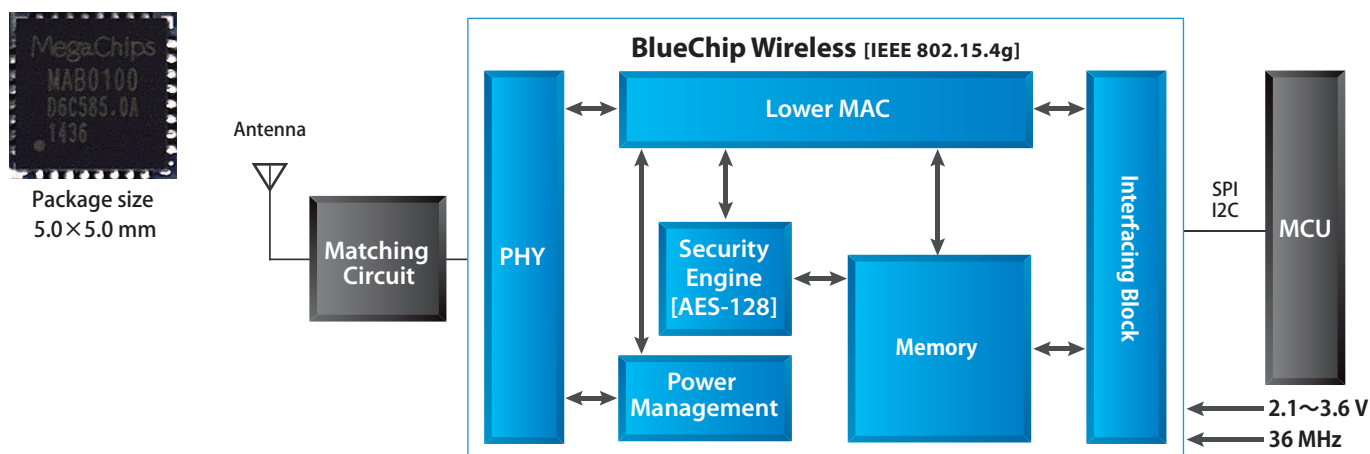 MegaChips
MAB0100
D6C585.0A
1436
Package size
5.0×5.0 mm
Antenna
Matching
Circuit
BlueChip Wireless [IEEE 802.15.4g]
PHY
Lower MAC
Security
Engine
[AES-128]
Power
Management
Memory
Interfacing Block
SPI
I2C
MCU
2.1～3.6 V
36 MHz